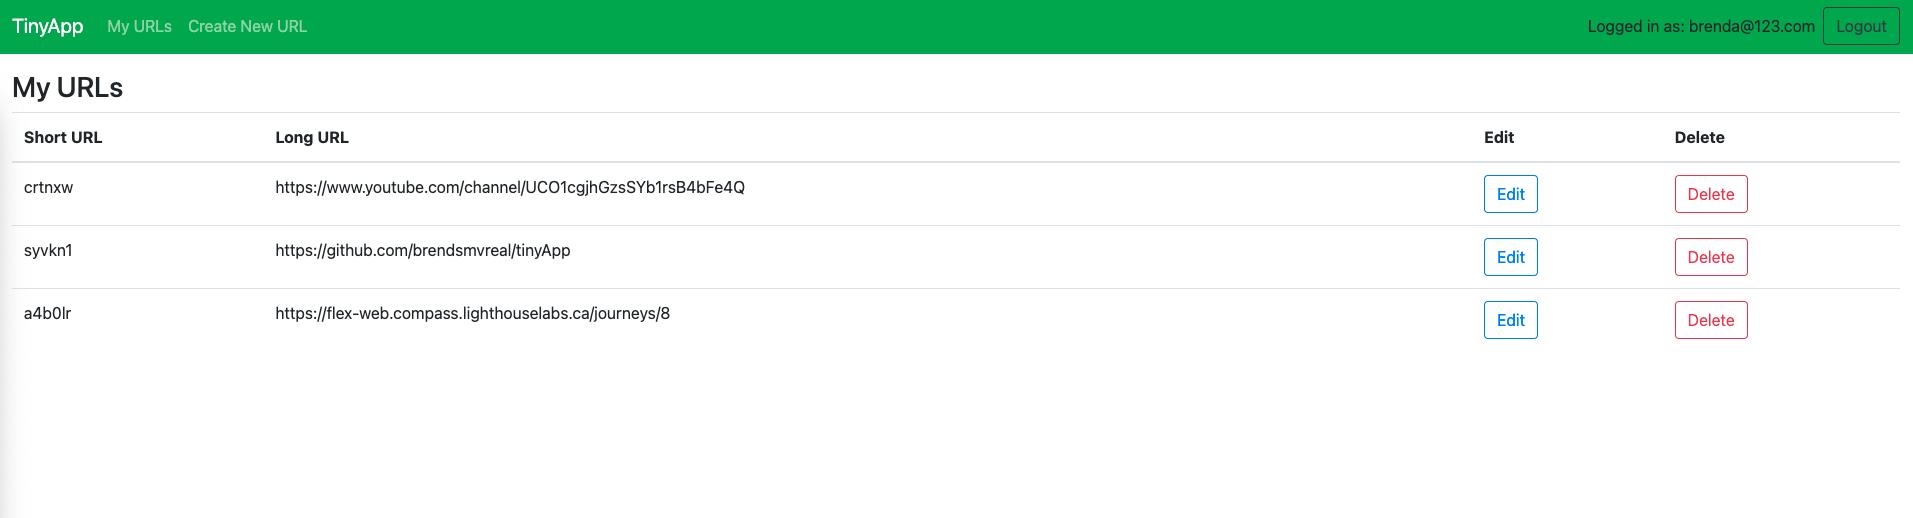 TinyApp My URLs Create New URL Logged in as: brenda@123.com Logout
My URLs
Short URL Long URL Edit Delete
crtnxw https://www.youtube.com/channel/UCO1cgjhGzsSYb1rsB4bFe4Q Edit Delete
syvkn1 https://github.com/brendsmvreal/tinyApp Edit Delete
a4b0lr https://flex-web.compass.lighthouselabs.ca/journeys/8 Edit Delete